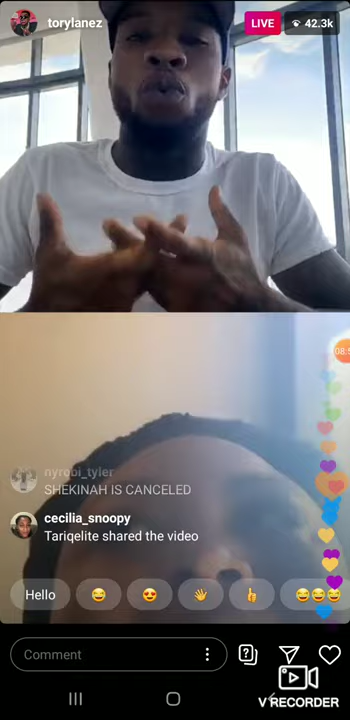 torylanez
LIVE
42.3k
nyrobi_tyler
SHEKINAH IS CANCELED
cecilia_snoopy
Tariqelite shared the video
Hello
Comment
V RECORDER